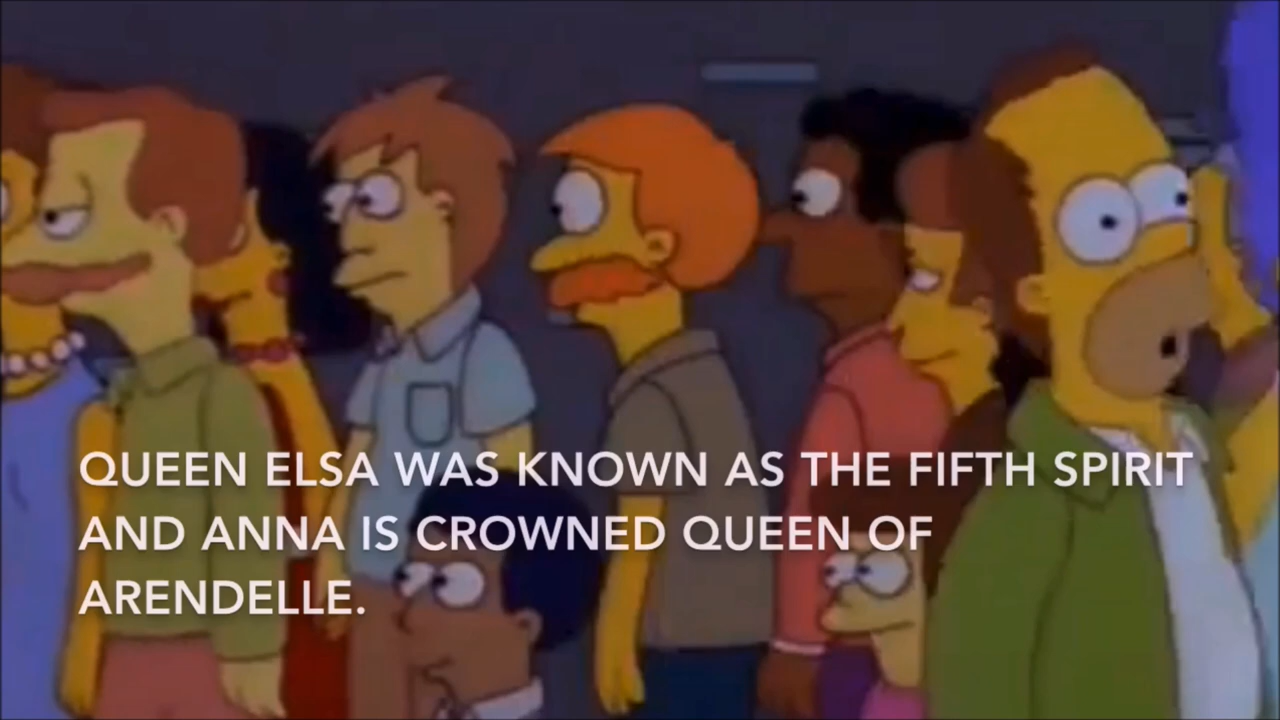 QUEEN ELSA WAS KNOWN AS THE FIFTH SPIRIT
AND ANNA IS CROWNED QUEEN OF
ARENDELLE.